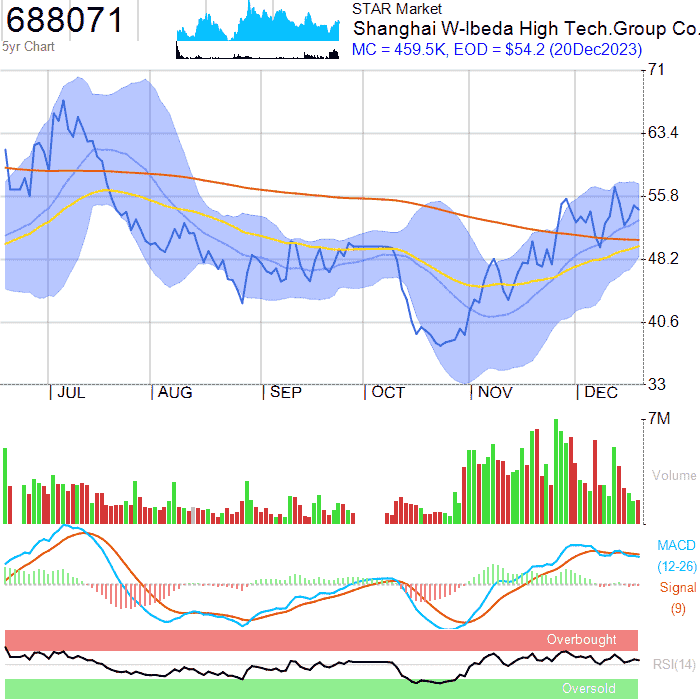 688071
5yr Chart
STAR Market
Shanghai W-Ibeda High Tech.Group Co.
MC = 459.5K, EOD = $54.2 (20Dec2023)
71
63.4
55.8
48.2
40.6
33
JUL AUG SEP OCT NOV DEC
7M
Volume
MACD
(12-26)
Signal
(9)
Overbought
RSI(14)
Oversold